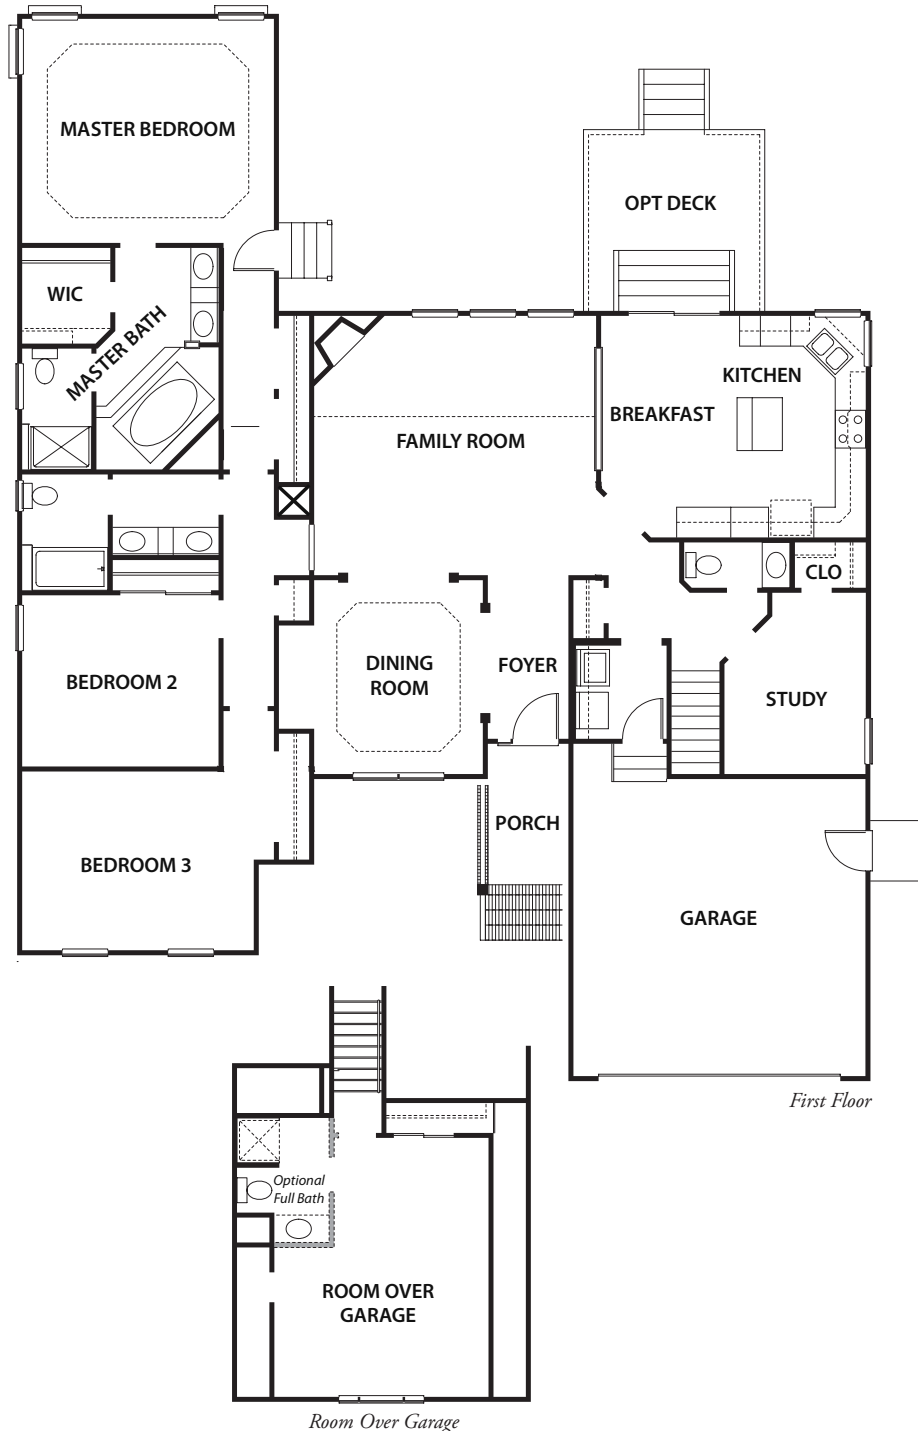 MASTER BEDROOM
OPT DECK
WIC
MASTER BATH
KITCHEN
BREAKFAST
FAMILY ROOM
CLO
DINING
ROOM
FOYER
BEDROOM 2
STUDY
PORCH
BEDROOM 3
GARAGE
First Floor
Optional
Full Bath
ROOM OVER
GARAGE
Room Over Garage